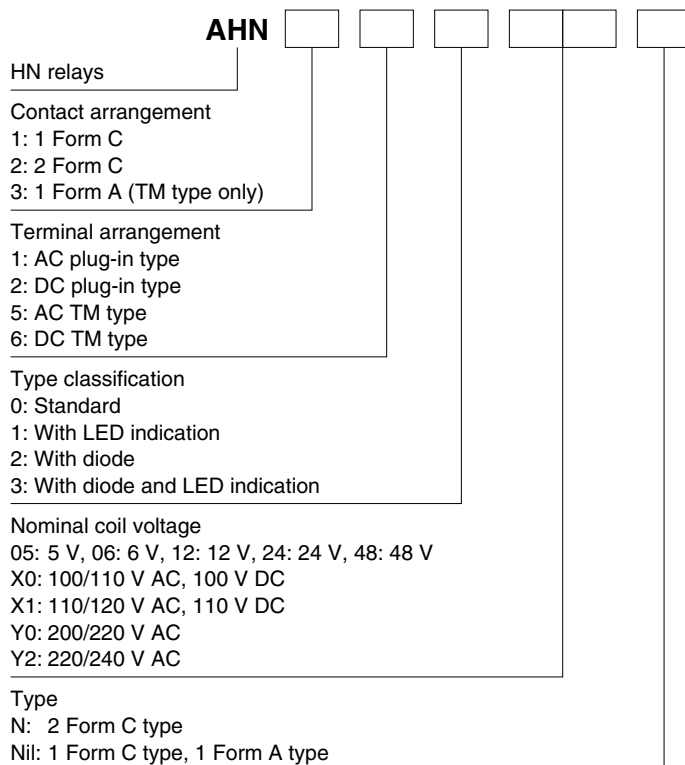 AHN
HN relays
Contact arrangement
1: 1 Form C
2: 2 Form C
3: 1 Form A (TM type only)
Terminal arrangement
1: AC plug-in type
2: DC plug-in type
5: AC TM type
6: DC TM type
Type classification
0: Standard
1: With LED indication
2: With diode
3: With diode and LED indication
Nominal coil voltage
05: 5 V, 06: 6 V, 12: 12 V, 24: 24 V, 48: 48 V
X0: 100/110 V AC, 100 V DC
X1: 110/120 V AC, 110 V DC
Y0: 200/220 V AC
Y2: 220/240 V AC
Type
N: 2 Form C type
Nil: 1 Form C type, 1 Form A type